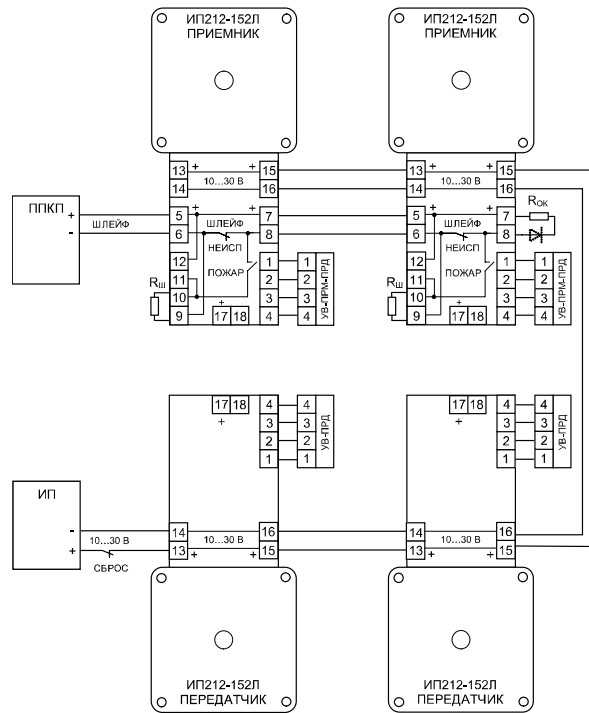 ИП212-152Л
ПРИЕМНИК
ИП212-152Л
ПРИЕМНИК
13 + + 15
14 10...30 В 16
13 + + 15
14 10...30 В 16
ППКП
+
-
ШЛЕЙФ
5 + + 7
6 ШЛЕЙФ 8
НЕИСП
12
11
10
9
ПОЖАР
RШ
+
17 18
1 1
2 2
3 3
4 4
УВ-ПРМ-ПРД
5 + + 7
6 ШЛЕЙФ 8
RОК
НЕИСП
12
11
10
9
ПОЖАР
RШ
+
17 18
1 1
2 2
3 3
4 4
УВ-ПРМ-ПРД
17 18
+
4 4
3 3
2 2
1 1
УВ-ПРД
17 18
+
4 4
3 3
2 2
1 1
УВ-ПРД
ИП
-
+
10...30 В
СБРОС
14 10...30 В 16
13 + + 15
14 10...30 В 16
13 + + 15
ИП212-152Л
ПЕРЕДАТЧИК
ИП212-152Л
ПЕРЕДАТЧИК